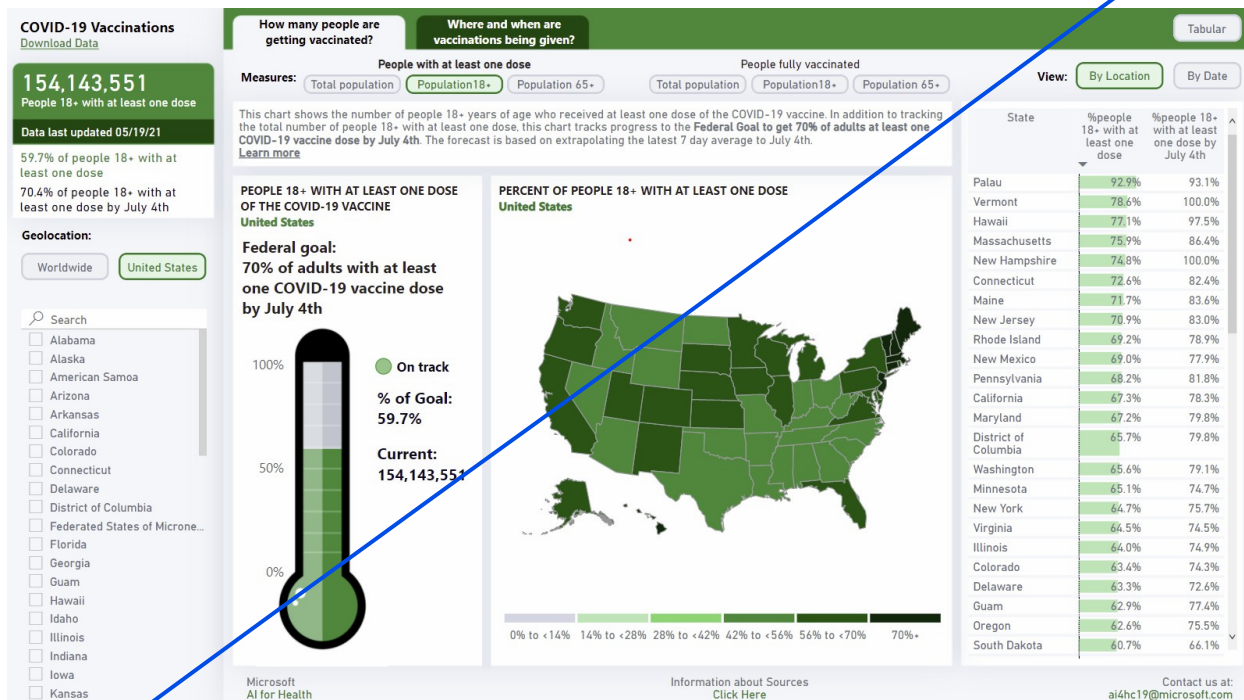 COVID-19 Vaccinations
Download Data
154,143,551
People 18+ with at least one dose
Data last updated 05/19/21
59.7% of people 18+ with at
least one dose
70.4% of people 18+ with at
least one dose by July 4th
Geolocation:
Worldwide
United States
Search
Alabama
Alaska
American Samoa
Arizona
Arkansas
California
Colorado
Connecticut
Delaware
District of Columbia
Federated States of Microne...
Florida
Georgia
Guam
Hawaii
Idaho
Illinois
Indiana
Iowa
Kansas
How many people are
getting vaccinated?
Where and when are
vaccinations being given?
Tabular
Measures:
People with at least one dose
Total population
Population18+
Population 65+
People fully vaccinated
Total population
Population18+
Population 65+
View:
By Location
By Date
This chart shows the number of people 18+ years of age who received at least one dose of the COVID-19 vaccine. In addition to tracking
the total number of people 18+ with at least one dose, this chart tracks progress to the Federal Goal to get 70% of adults at least one
COVID-19 vaccine dose by July 4th. The forecast is based on extrapolating the latest 7 day average to July 4th.
Learn more
PEOPLE 18+ WITH AT LEAST ONE DOSE
OF THE COVID-19 VACCINE
United States
Federal goal:
70% of adults with at least
one COVID-19 vaccine dose
by July 4th
100%
50%
0%
On track
% of Goal:
59.7%
Current:
154,143,551
PERCENT OF PEOPLE 18+ WITH AT LEAST ONE DOSE
United States
0% to <14% 14% to <28% 28% to <42% 42% to <56% 56% to <70% 70%+
State
%people
18+ with at
least one
dose
%people 18+
with at least
one dose by
July 4th
Palau 92.9% 93.1%
Vermont 78.6% 100.0%
Hawaii 77.1% 97.5%
Massachusetts 75.9% 86.4%
New Hampshire 74.8% 100.0%
Connecticut 72.6% 82.4%
Maine 71.7% 83.6%
New Jersey 70.9% 83.0%
Rhode Island 69.2% 78.9%
New Mexico 69.0% 77.9%
Pennsylvania 68.2% 81.8%
California 67.3% 78.3%
Maryland 67.2% 79.8%
District of 65.7% 79.8%
Columbia
Washington 65.6% 79.1%
Minnesota 65.1% 74.7%
New York 64.7% 75.7%
Virginia 64.5% 74.5%
Illinois 64.0% 74.9%
Colorado 63.4% 74.3%
Delaware 63.3% 72.6%
Guam 62.9% 77.4%
Oregon 62.6% 75.5%
South Dakota 60.7% 66.1%
Microsoft
AI for Health
Information about Sources
Click Here
Contact us at:
ai4hc19@microsoft.com